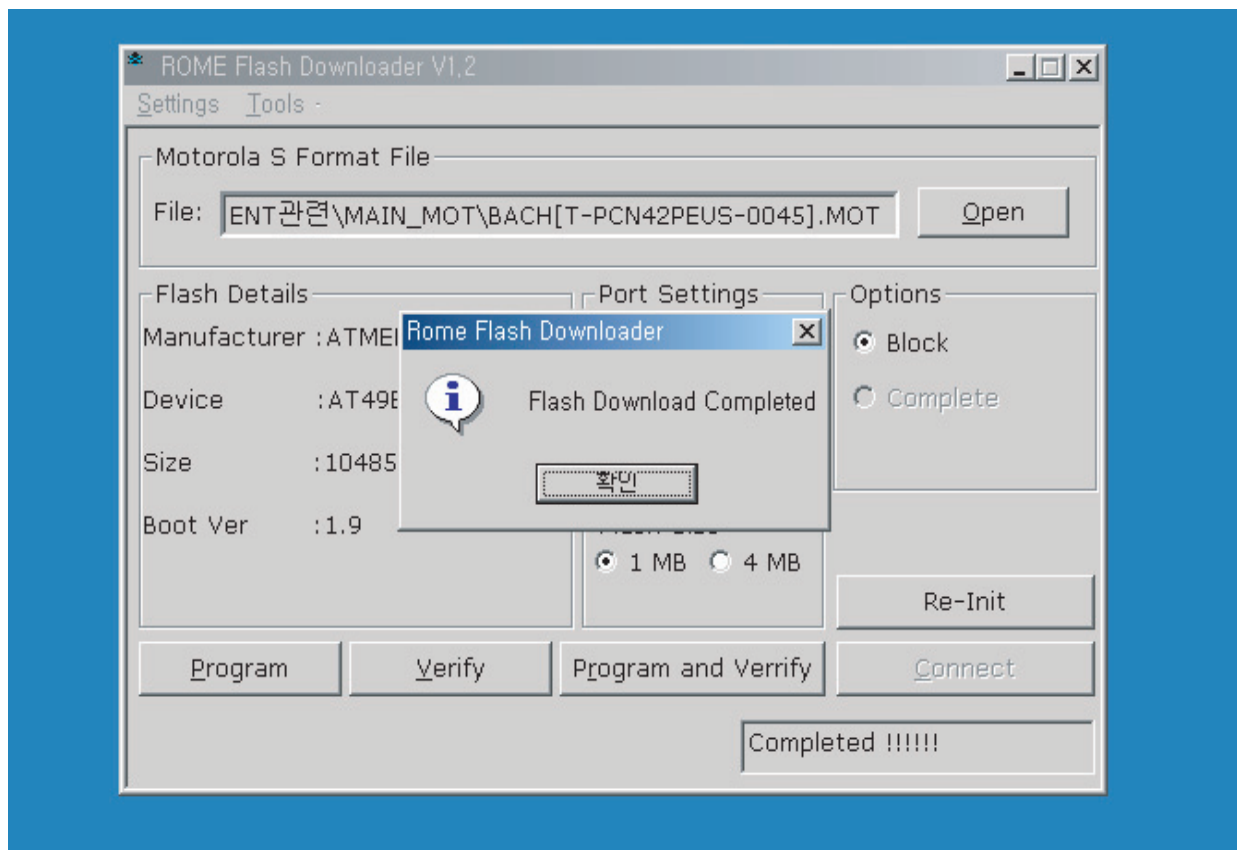 ROME Flash Downloader V1,2
Settings Tools -
Motorola S Format File
File: ENT관련\MAIN_MOT\BACH[T-PCN42PEUS-0045].MOT Open
Flash Details
Manufacturer :ATMEL
Device :AT49B
Size :10485
Boot Ver :1.9
Port Settings
1 MB 4 MB
Options
Block
Complete
Rome Flash Downloader
Flash Download Completed
확인
Re-Init
Program Verify Program and Verrify Connect
Completed !!!!!!